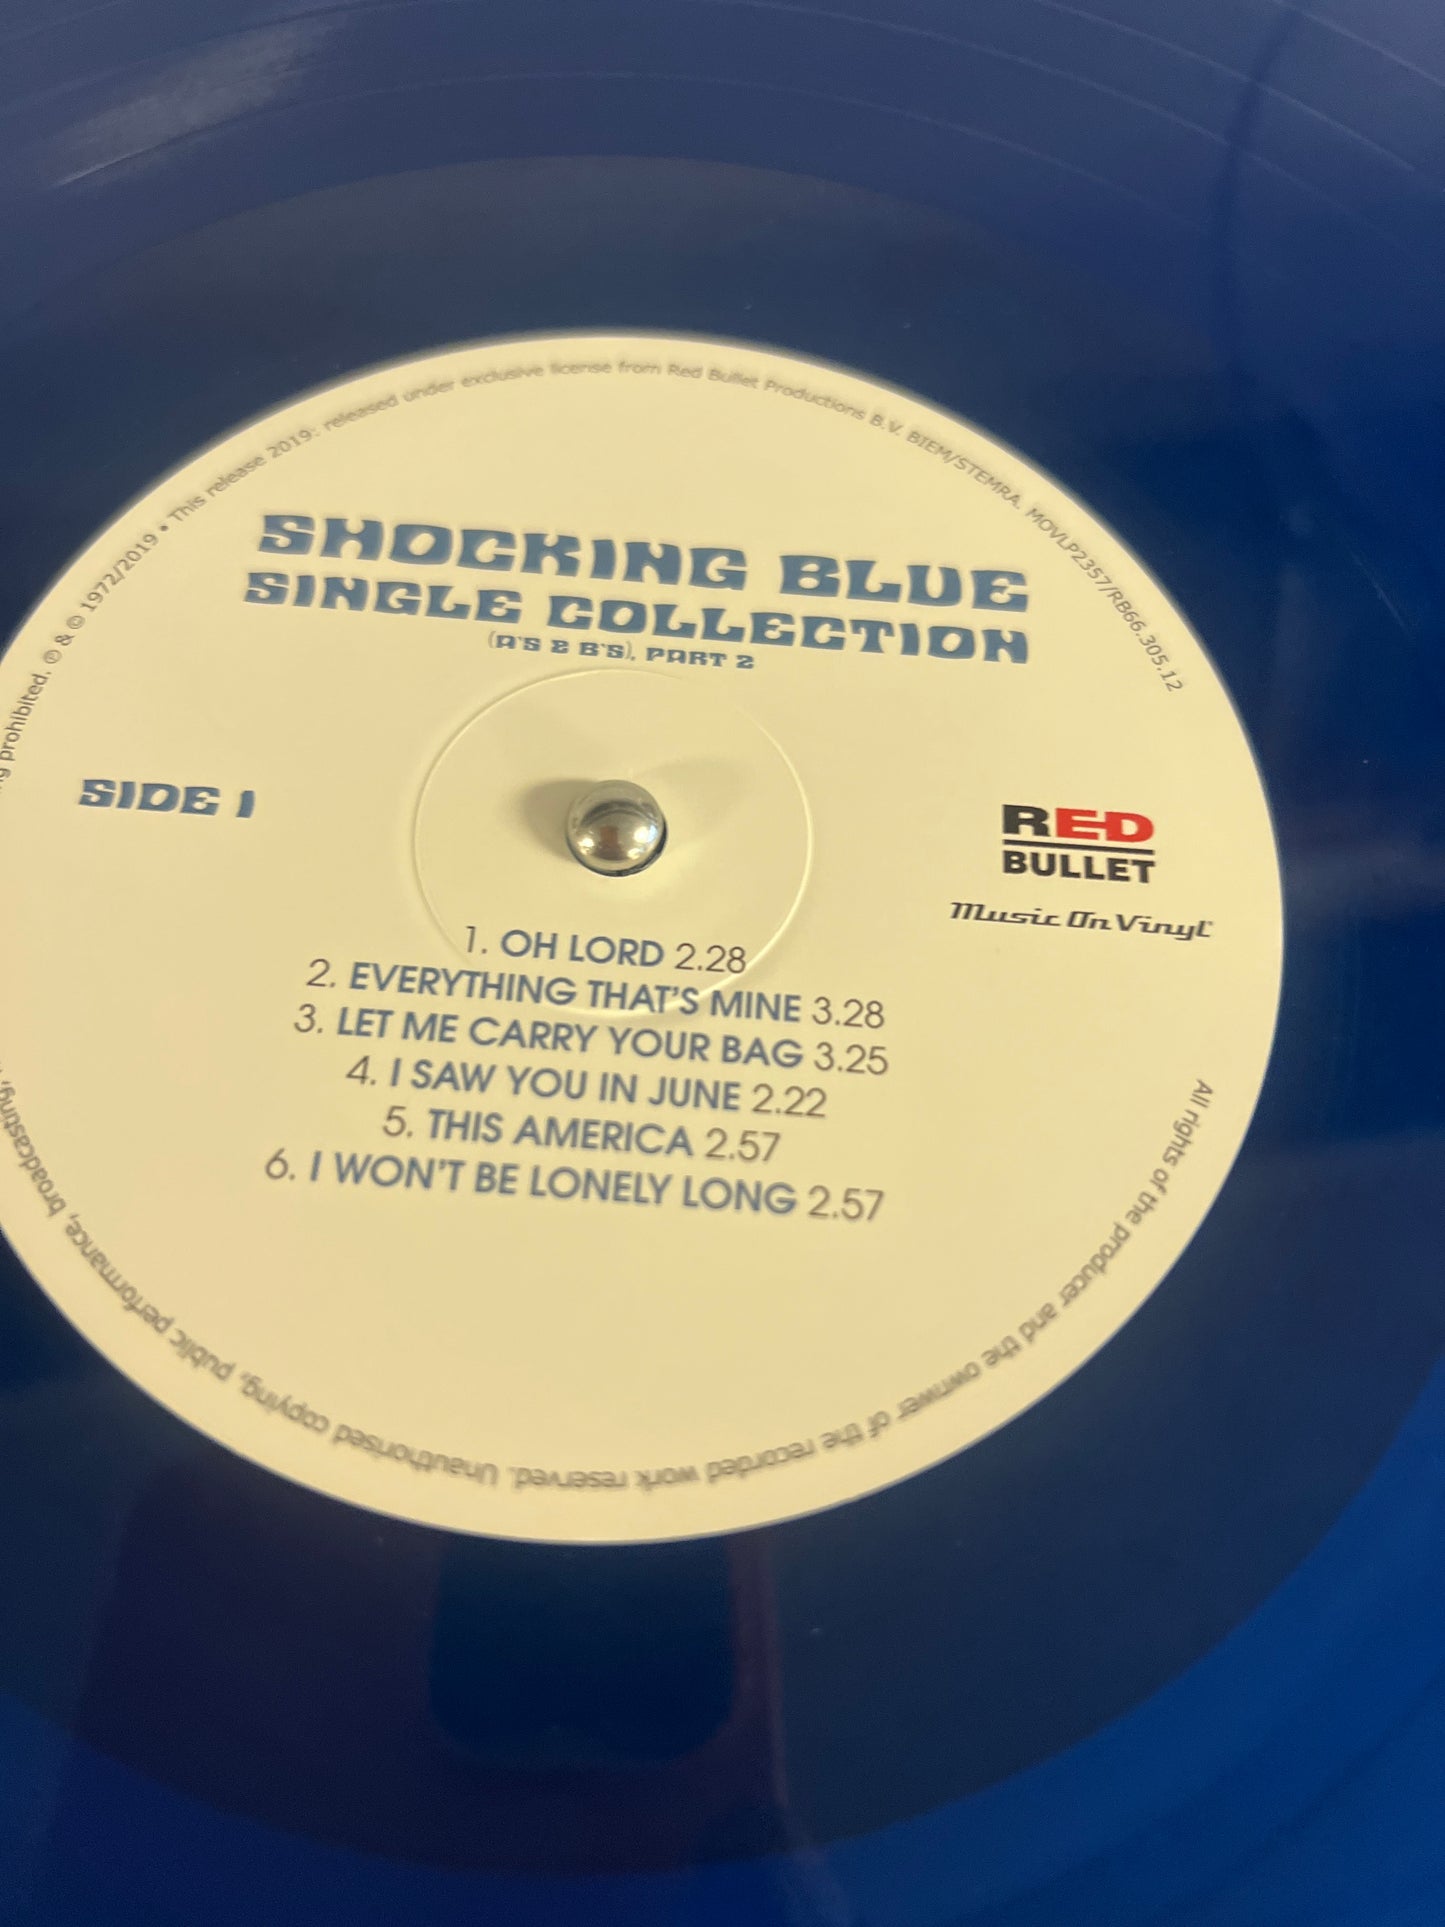 ng prohibited. ℗ & © 1972/2019 • This release 2019: released under exclusive license from Red Bullet Productions B.V. BIEM/STEMRA. MOVLP2357/RB66.305.12
SHOCKING BLUE
SINGLE COLLECTION
(A'S & B'S), PART 2
SIDE 1
RED
BULLET
Music On Vinyl
1. OH LORD 2.28
2. EVERYTHING THAT'S MINE 3.28
3. LET ME CARRY YOUR BAG 3.25
4. I SAW YOU IN JUNE 2.22
5. THIS AMERICA 2.57
6. I WON'T BE LONELY LONG 2.57
All rights of the producer and the ownwer of the recorded work reserved. Unauthorised copying, public performance, broadcasting,